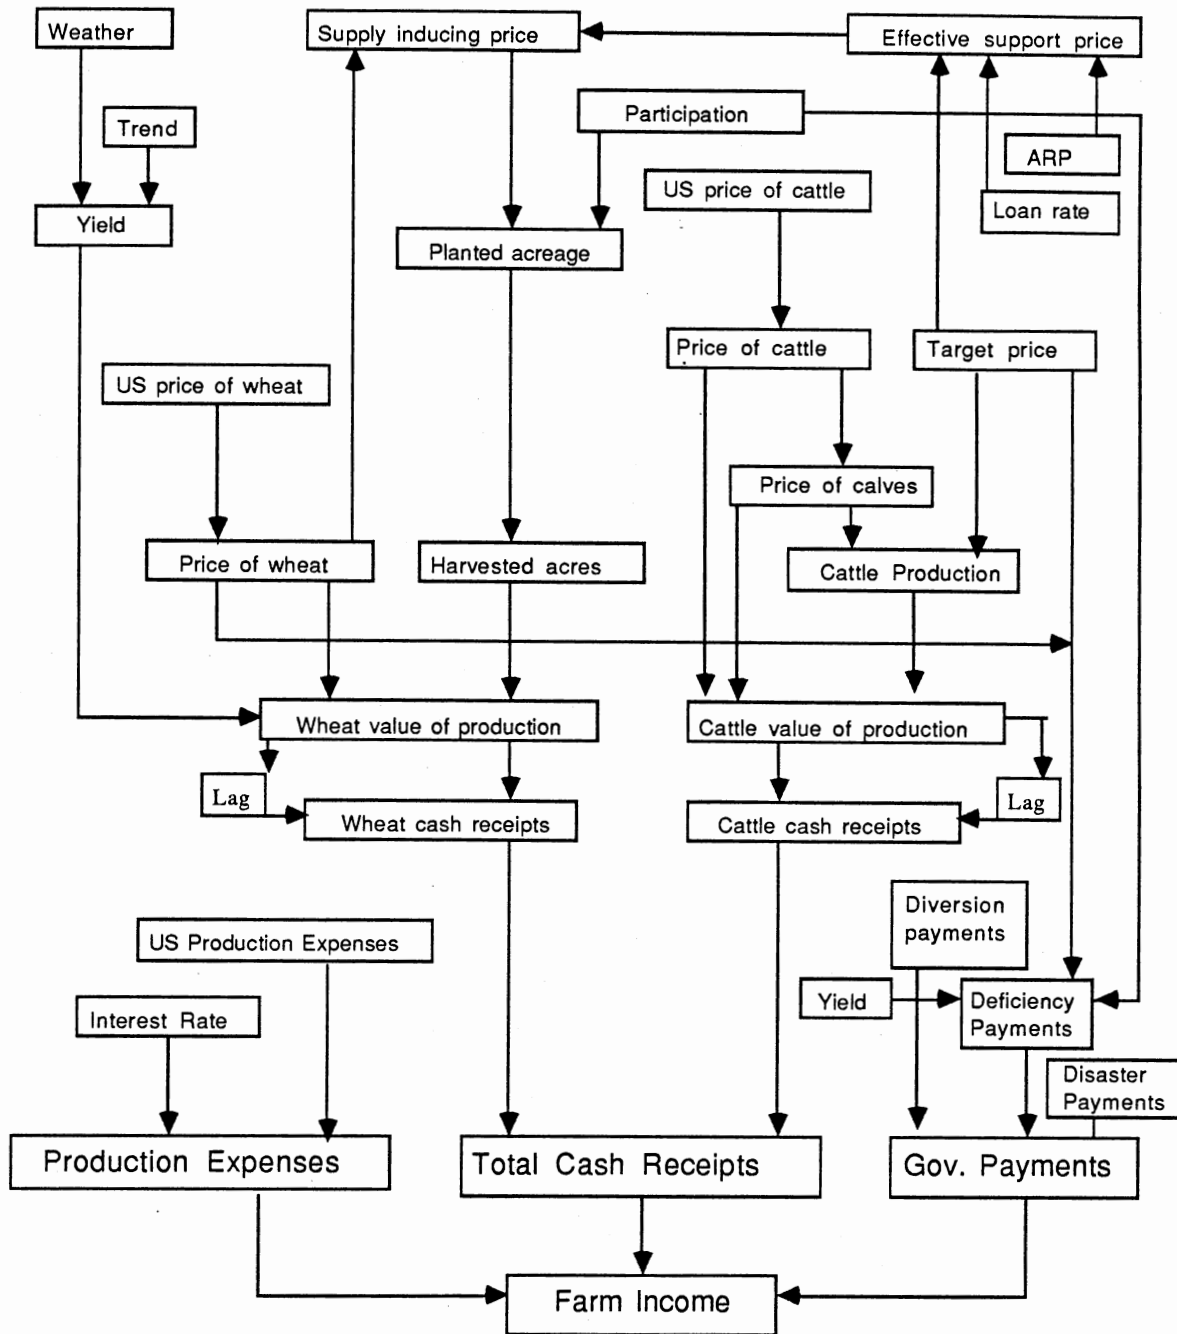 Weather
Supply inducing price
Effective support price
Participation
Trend
ARP
US price of cattle
Loan rate
Yield
Planted acreage
Price of cattle
Target price
US price of wheat
Price of calves
Price of wheat
Harvested acres
Cattle Production
Wheat value of production
Cattle value of production
Lag
Lag
Wheat cash receipts
Cattle cash receipts
Diversion
payments
US Production Expenses
Yield
Deficiency
Payments
Interest Rate
Disaster
Payments
Production Expenses
Total Cash Receipts
Gov. Payments
Farm Income